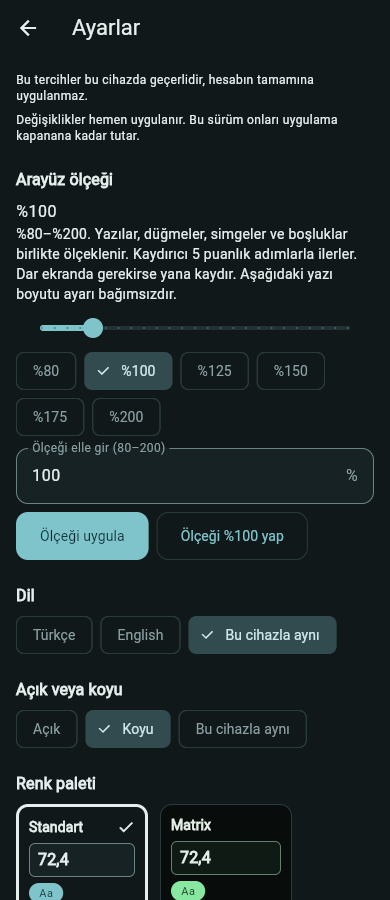 Ayarlar
Bu tercihler bu cihazda geçerlidir, hesabın tamamına
uygulanmaz.
Değişiklikler hemen uygulanır. Bu sürüm onları uygulama
kapanana kadar tutar.
Arayüz ölçeği
%100
%80–%200. Yazılar, düğmeler, simgeler ve boşluklar
birlikte ölçeklenir. Kaydırıcı 5 puanlık adımlarla ilerler.
Dar ekranda gerekirse yana kaydır. Aşağıdaki yazı
boyutu ayarı bağımsızdır.
%80 %100 %125 %150
%175 %200
Ölçeği elle gir (80–200)
100 %
Ölçeği uygula Ölçeği %100 yap
Dil
Türkçe English Bu cihazla aynı
Açık veya koyu
Açık Koyu Bu cihazla aynı
Renk paleti
Standart Matrix
72,4 72,4
Aa Aa